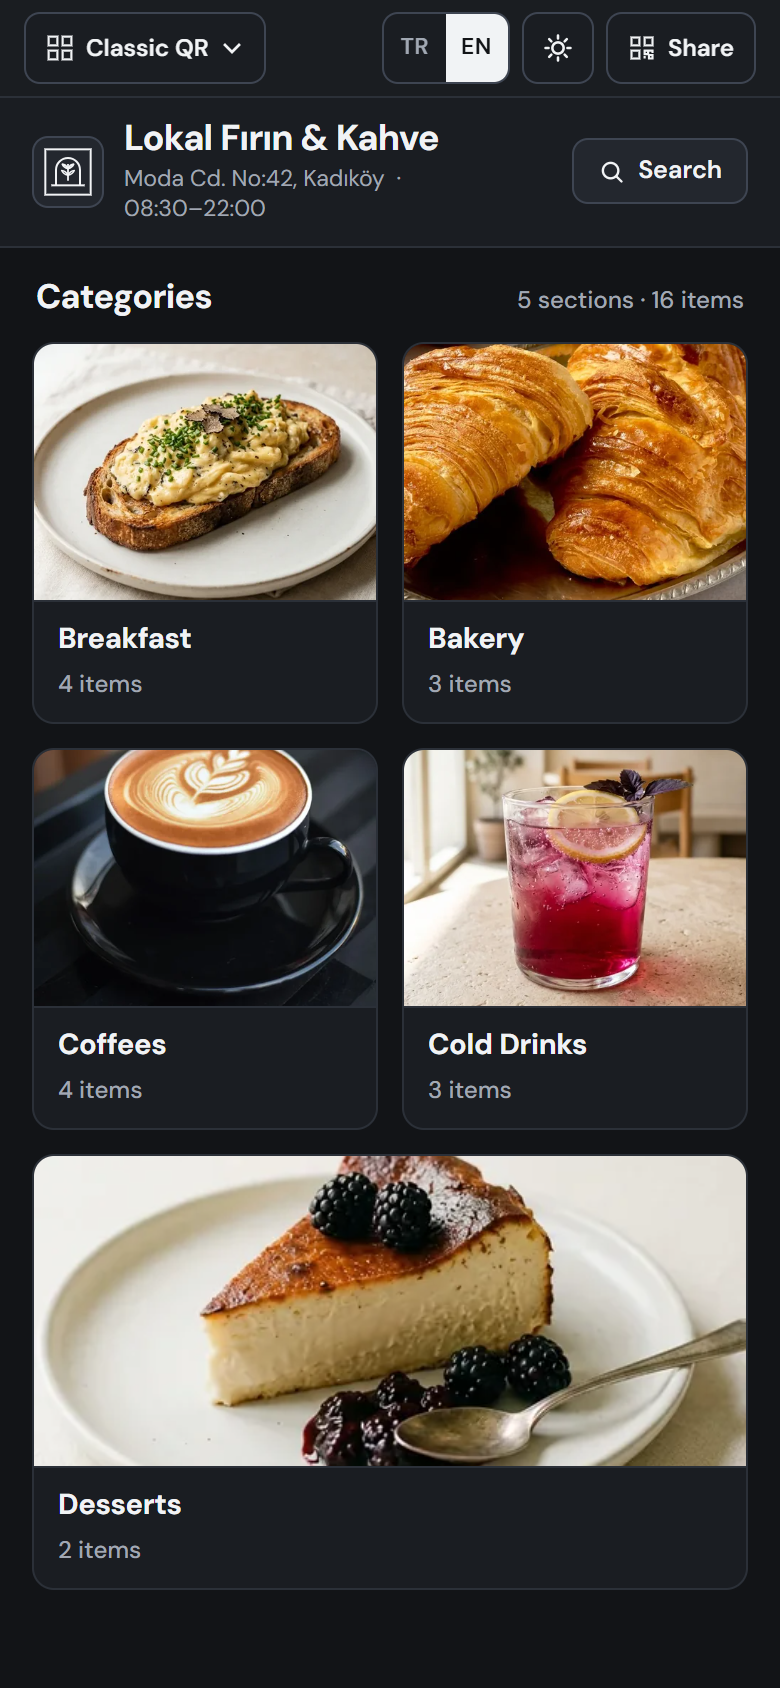 Classic QR
TR EN
Share
Lokal Fırın & Kahve
Moda Cd. No:42, Kadıköy ·
08:30–22:00
Search
Categories
5 sections · 16 items
Breakfast
4 items
Bakery
3 items
Coffees
4 items
Cold Drinks
3 items
Desserts
2 items